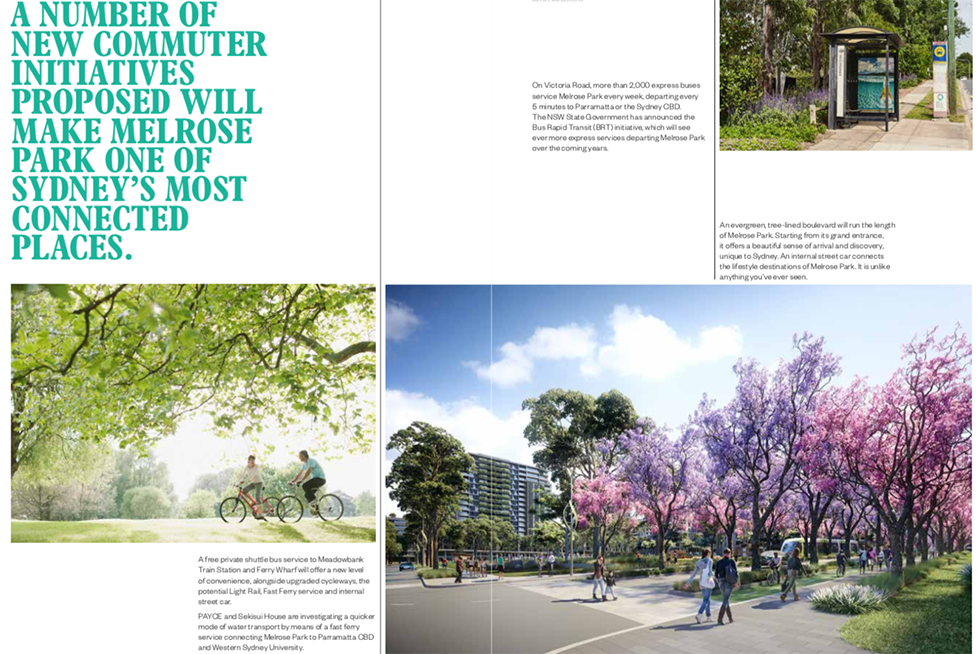 A NUMBER OF
NEW COMMUTER
INITIATIVES
PROPOSED WILL
MAKE MELROSE
PARK ONE OF
SYDNEY'S MOST
CONNECTED
PLACES.
On Victoria Road, more than 2,000 express buses
service Melrose Park every week, departing every
5 minutes to Parramatta or the Sydney CBD.
The NSW State Government has announced the
Bus Rapid Transit (BRT) initiative, which will see
ever more express services departing Melrose Park
over the coming years.
An evergreen, tree-lined boulevard will run the length
of Melrose Park. Starting from its grand entrance,
it offers a beautiful sense of arrival and discovery,
unique to Sydney. An internal street car connects
the lifestyle destinations of Melrose Park. It is unlike
anything you've ever seen.
A free private shuttle bus service to Meadowbank
Train Station and Ferry Wharf will offer a new level
of convenience, alongside upgraded cycleways, the
potential Light Rail, Fast Ferry service and internal
street car.
PAYCE and Sekisui House are investigating a quicker
mode of water transport by means of a fast ferry
service connecting Melrose Park to Parramatta CBD
and Western Sydney University.